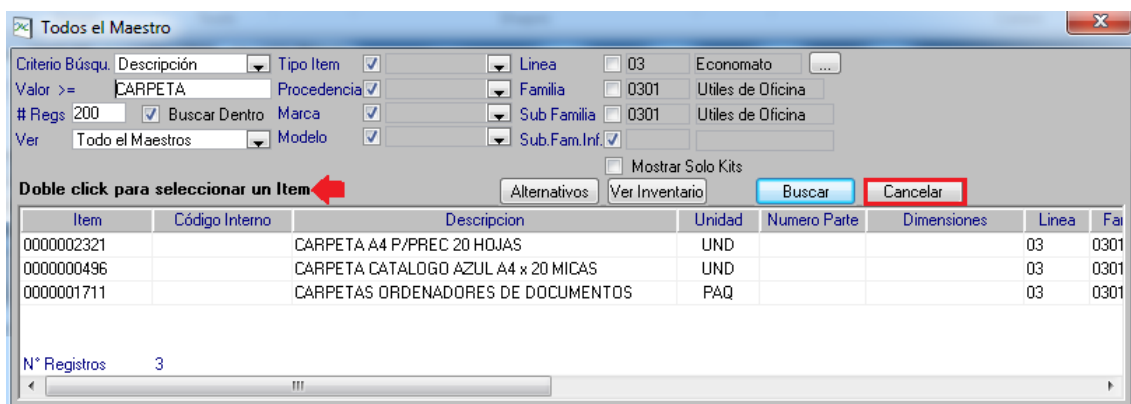 Todos el Maestro
Criterio Búsqu. Descripción Tipo Item Linea 03 Economato ...
Valor >= CARPETA Procedencia Familia 0301 Utiles de Oficina
# Regs 200 Buscar Dentro Marca Sub Familia 0301 Utiles de Oficina
Ver Todo el Maestros Modelo Sub.Fam.Inf.
Mostrar Solo Kits
Doble click para seleccionar un Item Alternativos Ver Inventario Buscar Cancelar
Item Código Interno Descripcion Unidad Numero Parte Dimensiones Linea Fai
0000002321 CARPETA A4 P/PREC 20 HOJAS UND 03 0301
0000000496 CARPETA CATALOGO AZUL A4 x 20 MICAS UND 03 0301
0000001711 CARPETAS ORDENADORES DE DOCUMENTOS PAQ 03 0301
N° Registros 3